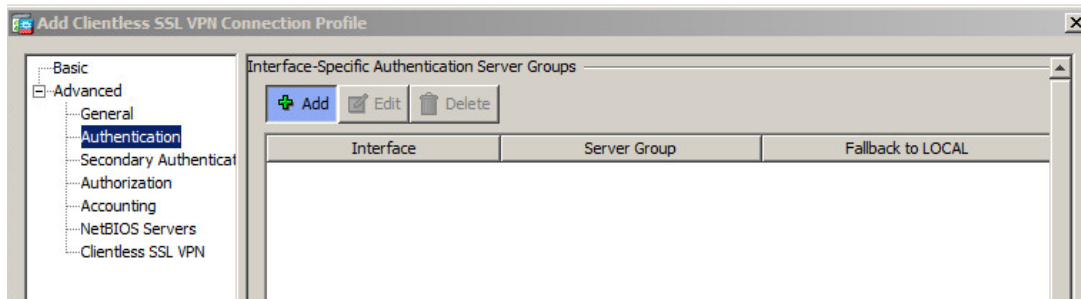 Add Clientless SSL VPN Connection Profile
Basic
Advanced
General
Authentication
Secondary Authenticat
Authorization
Accounting
NetBIOS Servers
Clientless SSL VPN
Interface-Specific Authentication Server Groups
Add Edit Delete
Interface Server Group Fallback to LOCAL